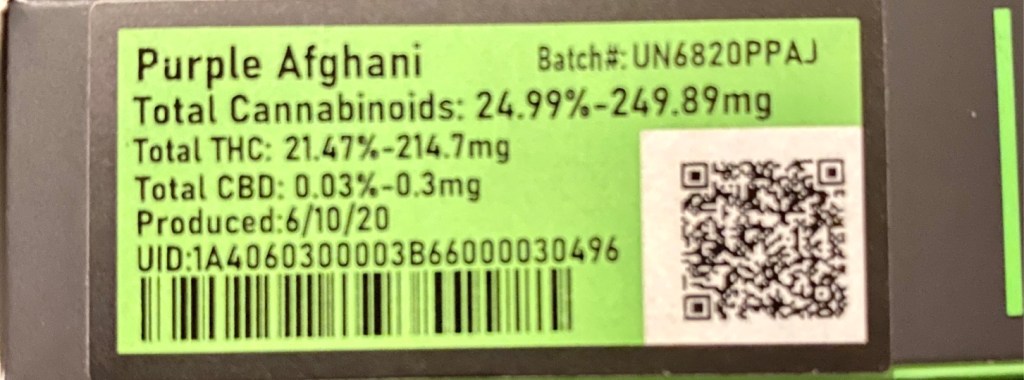 Purple Afghani Batch#: UN6820PPAJ
Total Cannabinoids: 24.99%-249.89mg
Total THC: 21.47%-214.7mg
Total CBD: 0.03%-0.3mg
Produced:6/10/20
UID:1A4060300003B66000030496